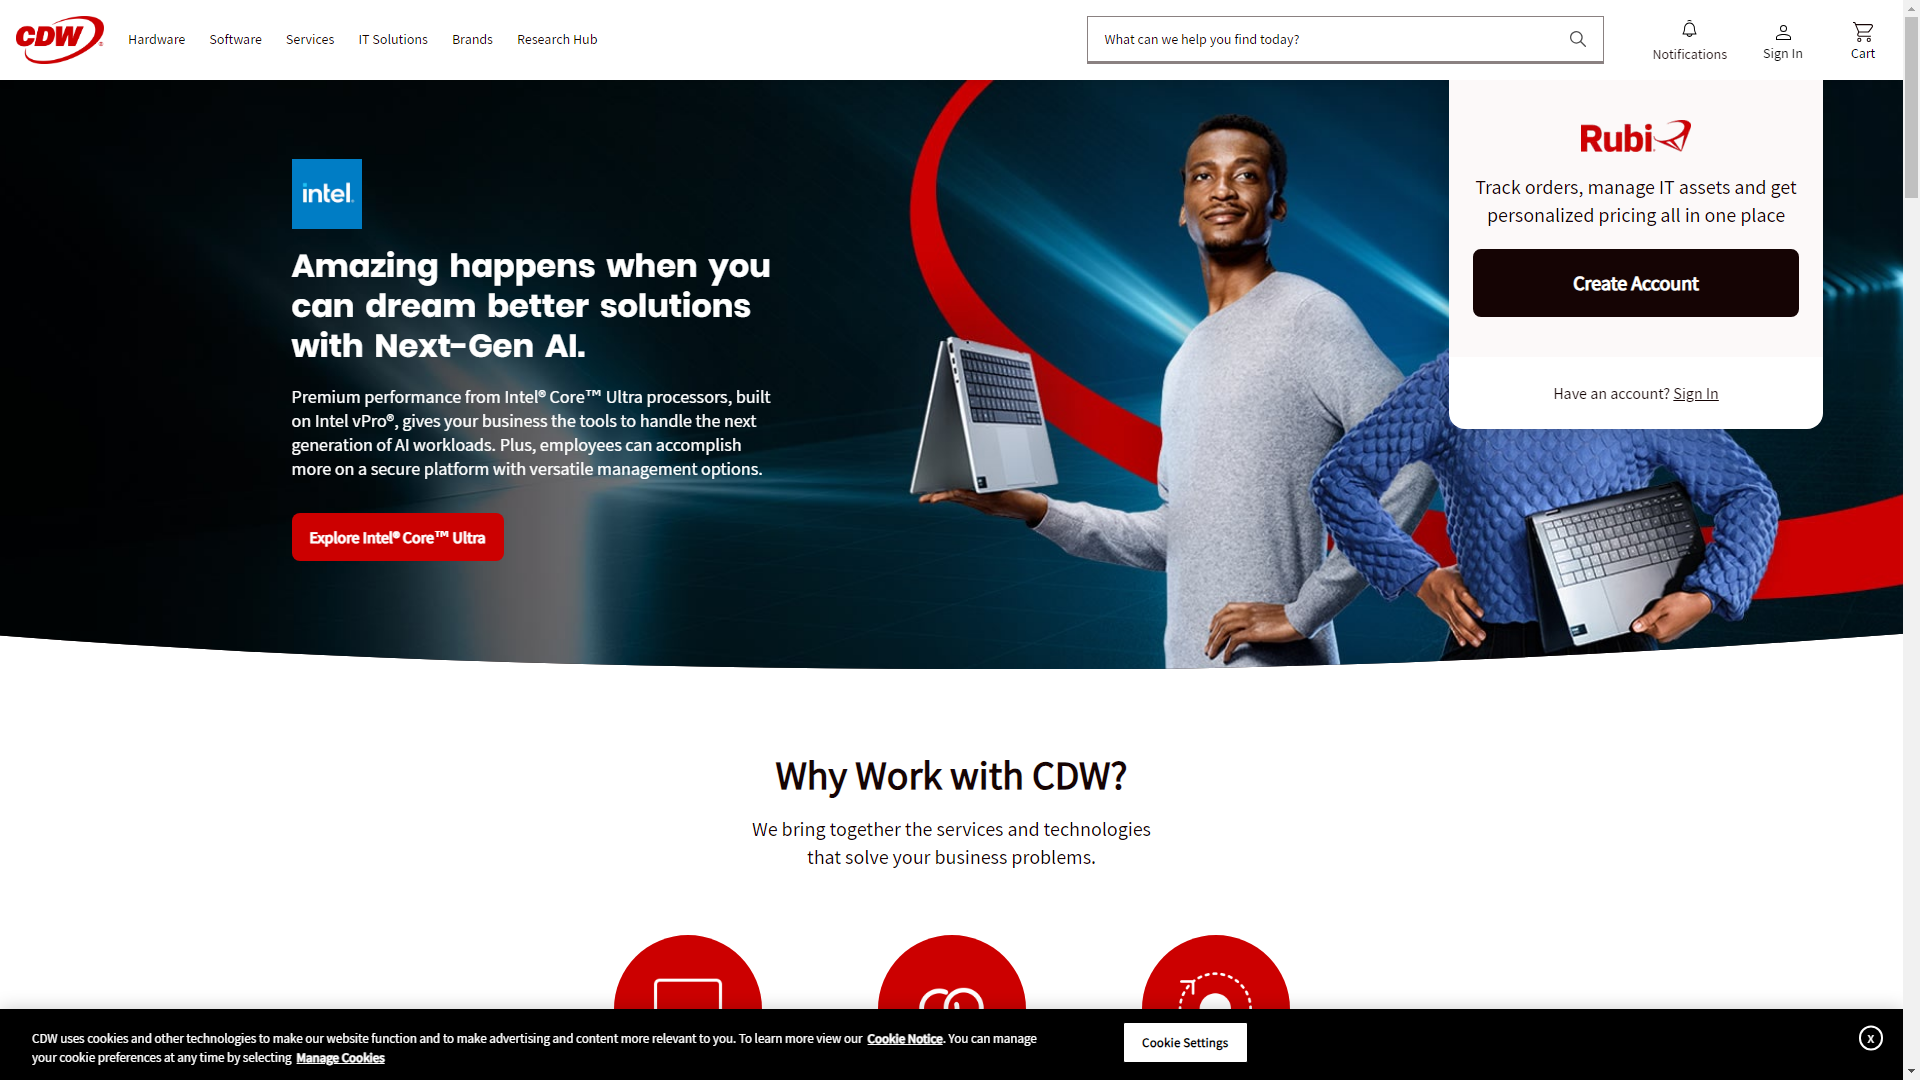 CDW
Hardware
Software
Services
IT Solutions
Brands
Research Hub
What can we help you find today?
Notifications
Sign In
Cart
intel.
Amazing happens when you
can dream better solutions
with Next-Gen AI.
Premium performance from Intel® Core™ Ultra processors, built
on Intel vPro®, gives your business the tools to handle the next
generation of AI workloads. Plus, employees can accomplish
more on a secure platform with versatile management options.
Explore Intel® Core™ Ultra
Rubi
Track orders, manage IT assets and get
personalized pricing all in one place
Create Account
Have an account? Sign In
Why Work with CDW?
We bring together the services and technologies
that solve your business problems.
CDW uses cookies and other technologies to make our website function and to make advertising and content more relevant to you. To learn more view our Cookie Notice. You can manage
your cookie preferences at any time by selecting Manage Cookies
Cookie Settings
x